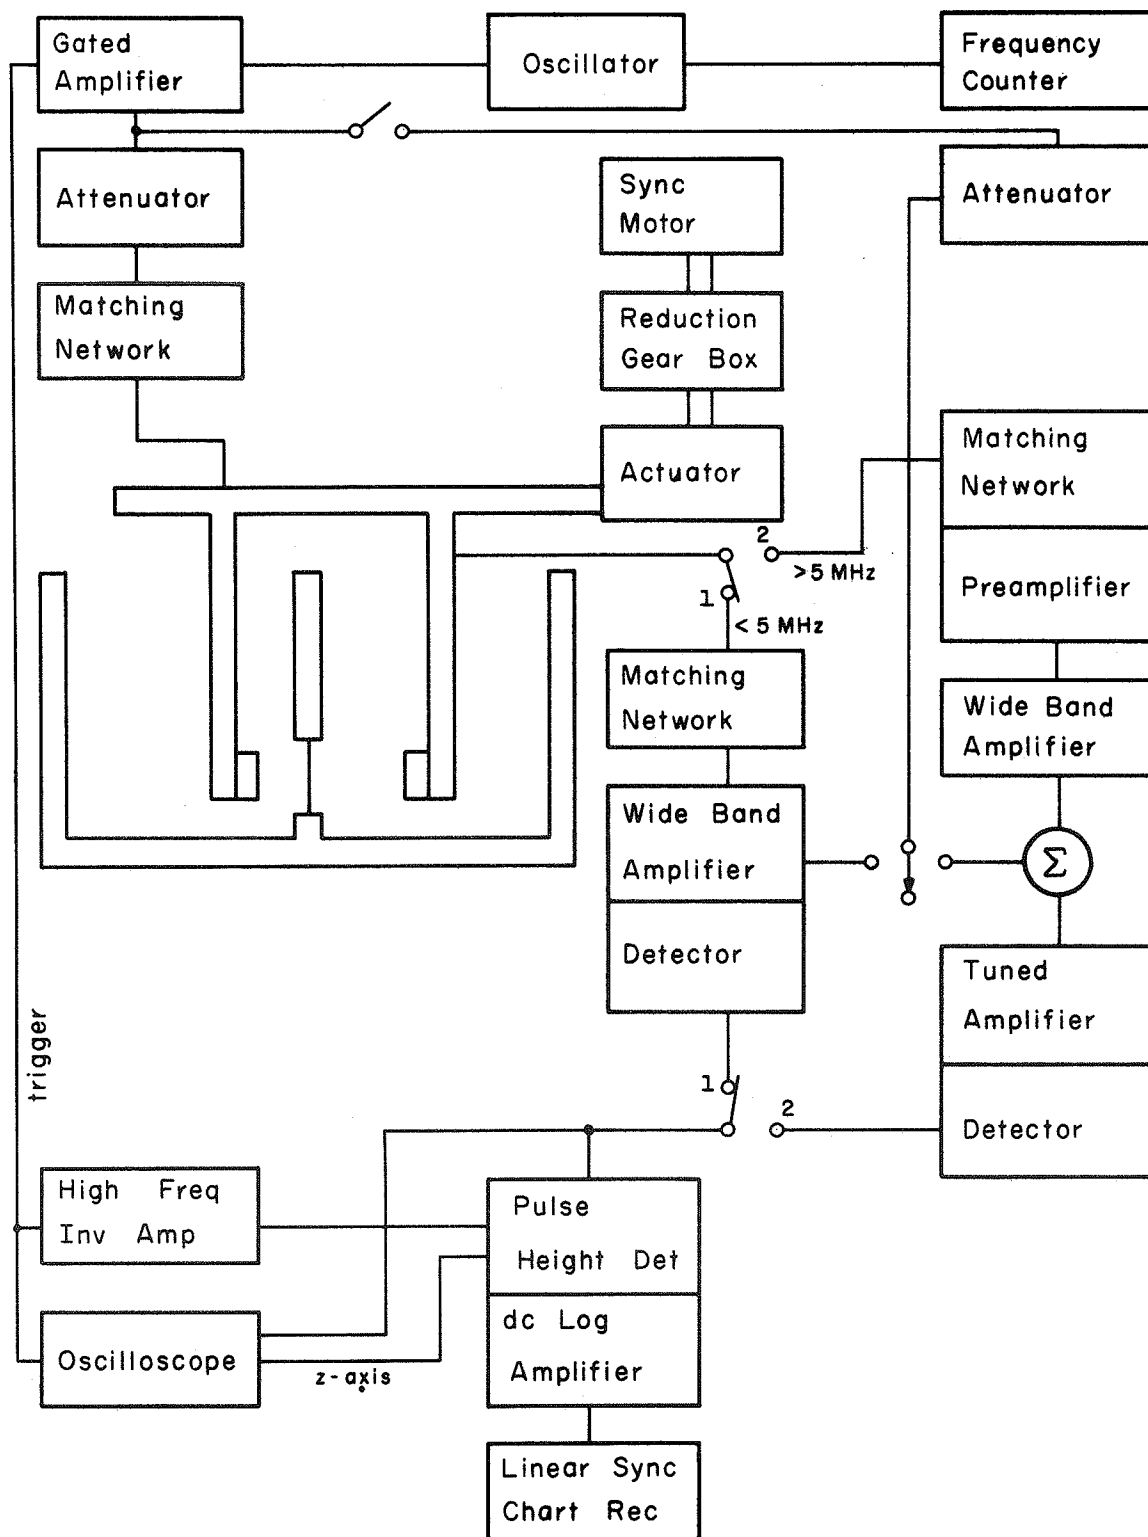 Gated
Amplifier
Oscillator
Frequency
Counter
Attenuator
Sync
Motor
Attenuator
Matching
Network
Reduction
Gear Box
Actuator
Matching
Network
2
>5 MHz
1
<5 MHz
Preamplifier
Matching
Network
Wide Band
Amplifier
Wide Band
Amplifier
Σ
Detector
Tuned
Amplifier
trigger
1
2
Detector
High Freq
Inv Amp
Pulse
Height Det
dc Log
Amplifier
Oscilloscope
z-axis
Linear Sync
Chart Rec